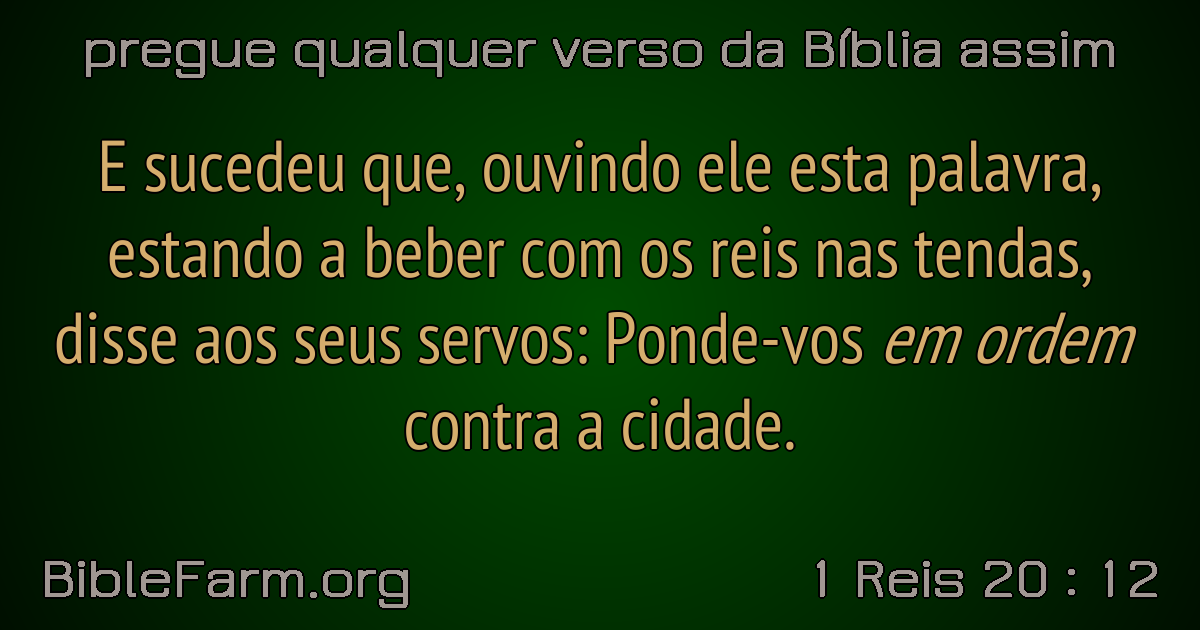 pregue qualquer verso da Bíblia assim
E sucedeu que, ouvindo ele esta palavra,
estando a beber com os reis nas tendas,
disse aos seus servos: Ponde-vos em ordem
contra a cidade.
BibleFarm.org
1 Reis 20 : 12